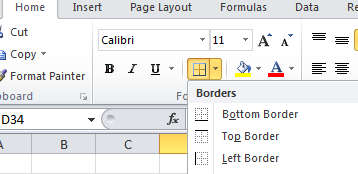 Home Insert Page Layout Formulas Data
Cut
Copy
Format Painter
Calibri 11 A A
B I U A
Borders
Bottom Border
Top Border
Left Border
D34 fx
B C